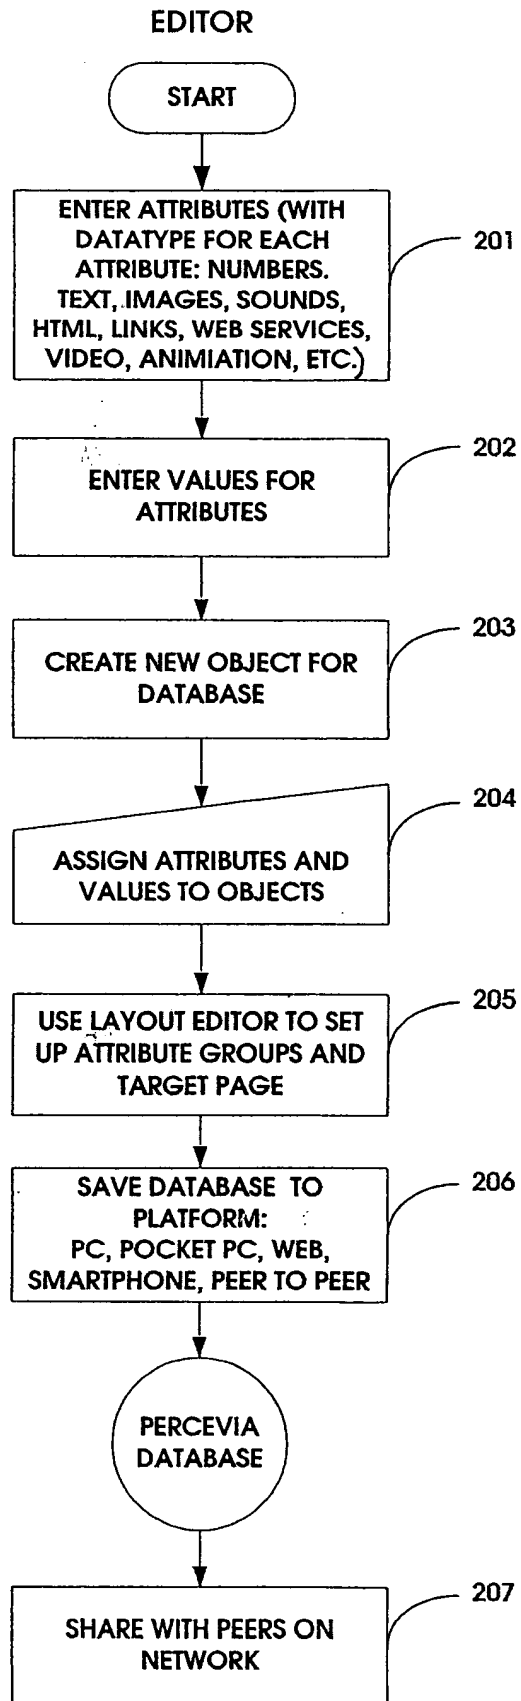 EDITOR
START
ENTER ATTRIBUTES (WITH
DATATYPE FOR EACH
ATTRIBUTE: NUMBERS.
TEXT, IMAGES, SOUNDS,
HTML, LINKS, WEB SERVICES,
VIDEO, ANIMIATION, ETC.)
201
ENTER VALUES FOR
ATTRIBUTES
202
CREATE NEW OBJECT FOR
DATABASE
203
ASSIGN ATTRIBUTES AND
VALUES TO OBJECTS
204
USE LAYOUT EDITOR TO SET
UP ATTRIBUTE GROUPS AND
TARGET PAGE
205
SAVE DATABASE TO
PLATFORM:
PC, POCKET PC, WEB,
SMARTPHONE, PEER TO PEER
206
PERCEVIA
DATABASE
SHARE WITH PEERS ON
NETWORK
207